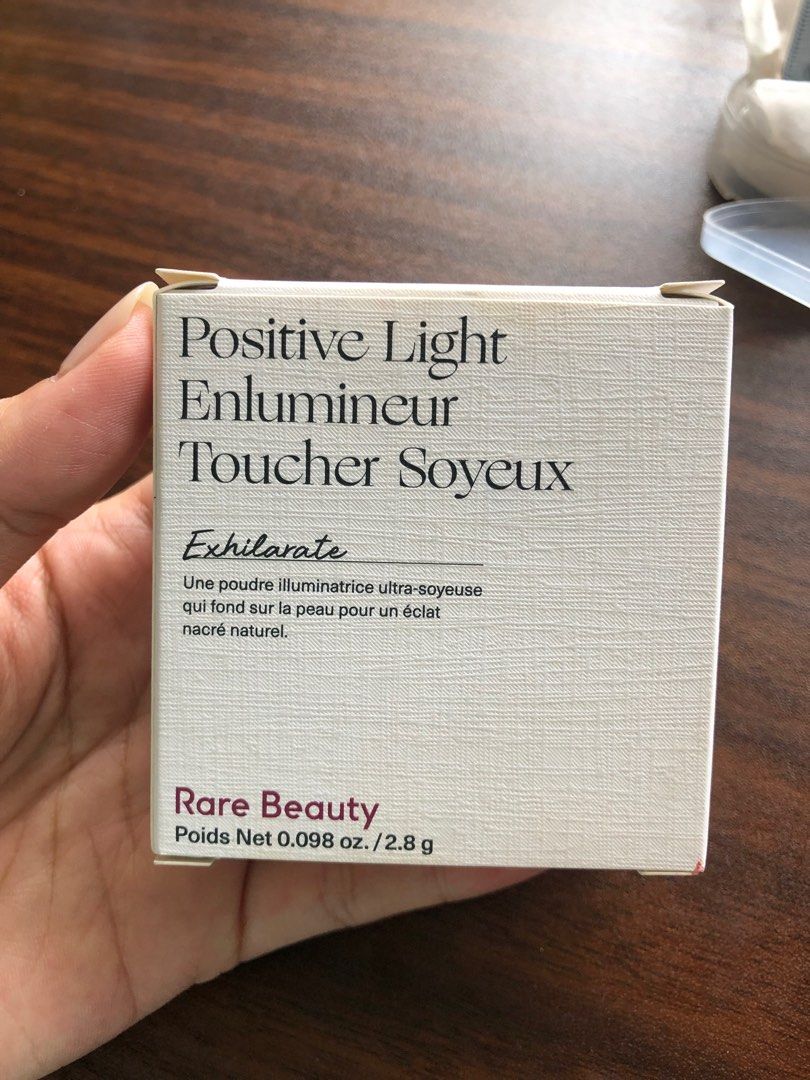 Positive Light
Enlumineur
Toucher Soyeux
Exhilarate
Une poudre illuminatrice ultra-soyeuse
qui fond sur la peau pour un éclat
nacré naturel.
Rare Beauty
Poids Net 0.098 oz. / 2.8 g